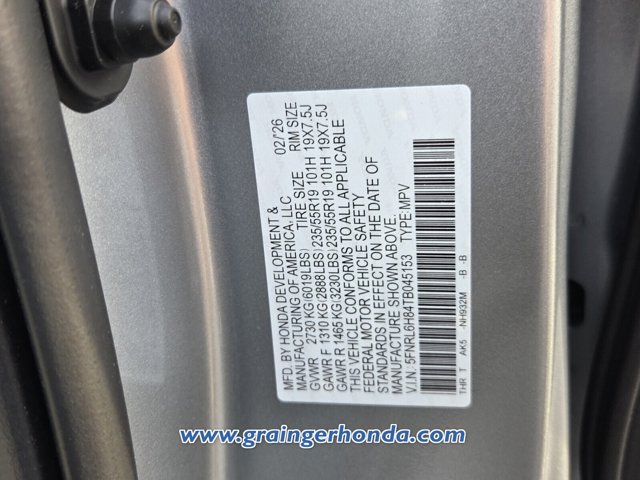 MFD. BY HONDA DEVELOPMENT &
MANUFACTURING OF AMERICA, LLC 02/26
GVWR 2730 KG(6019LBS) TIRE SIZE RIM SIZE
GAWR F 1310 KG(2888LBS) 235/55R19 101H 19X7.5J
GAWR R 1465 KG(3230LBS) 235/55R19 101H 19X7.5J
THIS VEHICLE CONFORMS TO ALL APPLICABLE
FEDERAL MOTOR VEHICLE SAFETY
STANDARDS IN EFFECT ON THE DATE OF
MANUFACTURE SHOWN ABOVE.
V.I.N.: 5FNRL6H84TB045153 TYPE:MPV
THR T AK5 -NH932M -B -B
www.graingerhonda.com